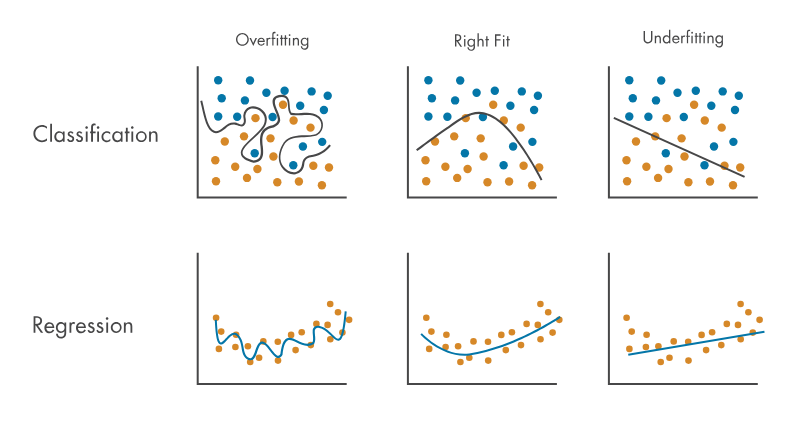 Overfitting
Right Fit
Underfitting
Classification
Regression